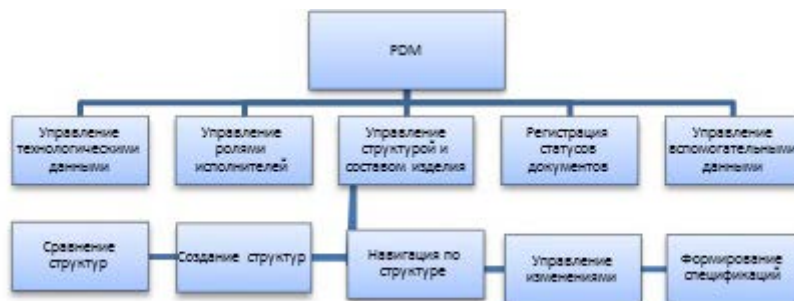 PDM
Управление
технологическими
данными
Управление
ролями
исполнителей
Управление
структурой и
составом изделия
Регистрация
статусов
документов
Управление
вспомогательными
данными
Сравнение
структур
Создание структур
Навигация по
структуре
Управление
изменениями
Формирование
спецификаций